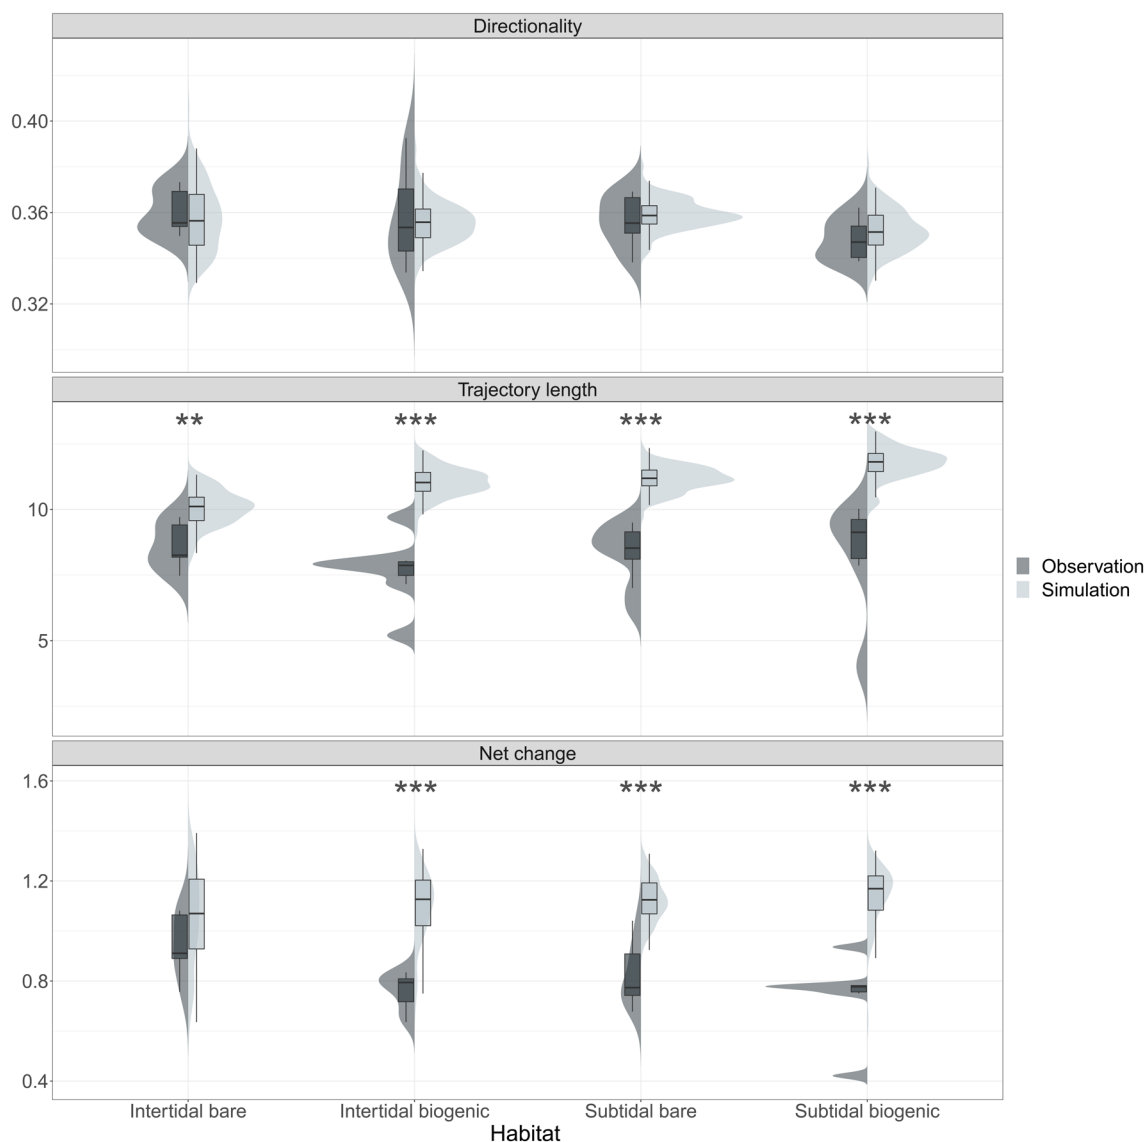 Directionality
0.40
0.36
0.32
Trajectory length
** *** *** ***
10
5
Observation
Simulation
Net change
1.6
*** *** ***
1.2
0.8
0.4
Intertidal bare Intertidal biogenic Subtidal bare Subtidal biogenic
Habitat